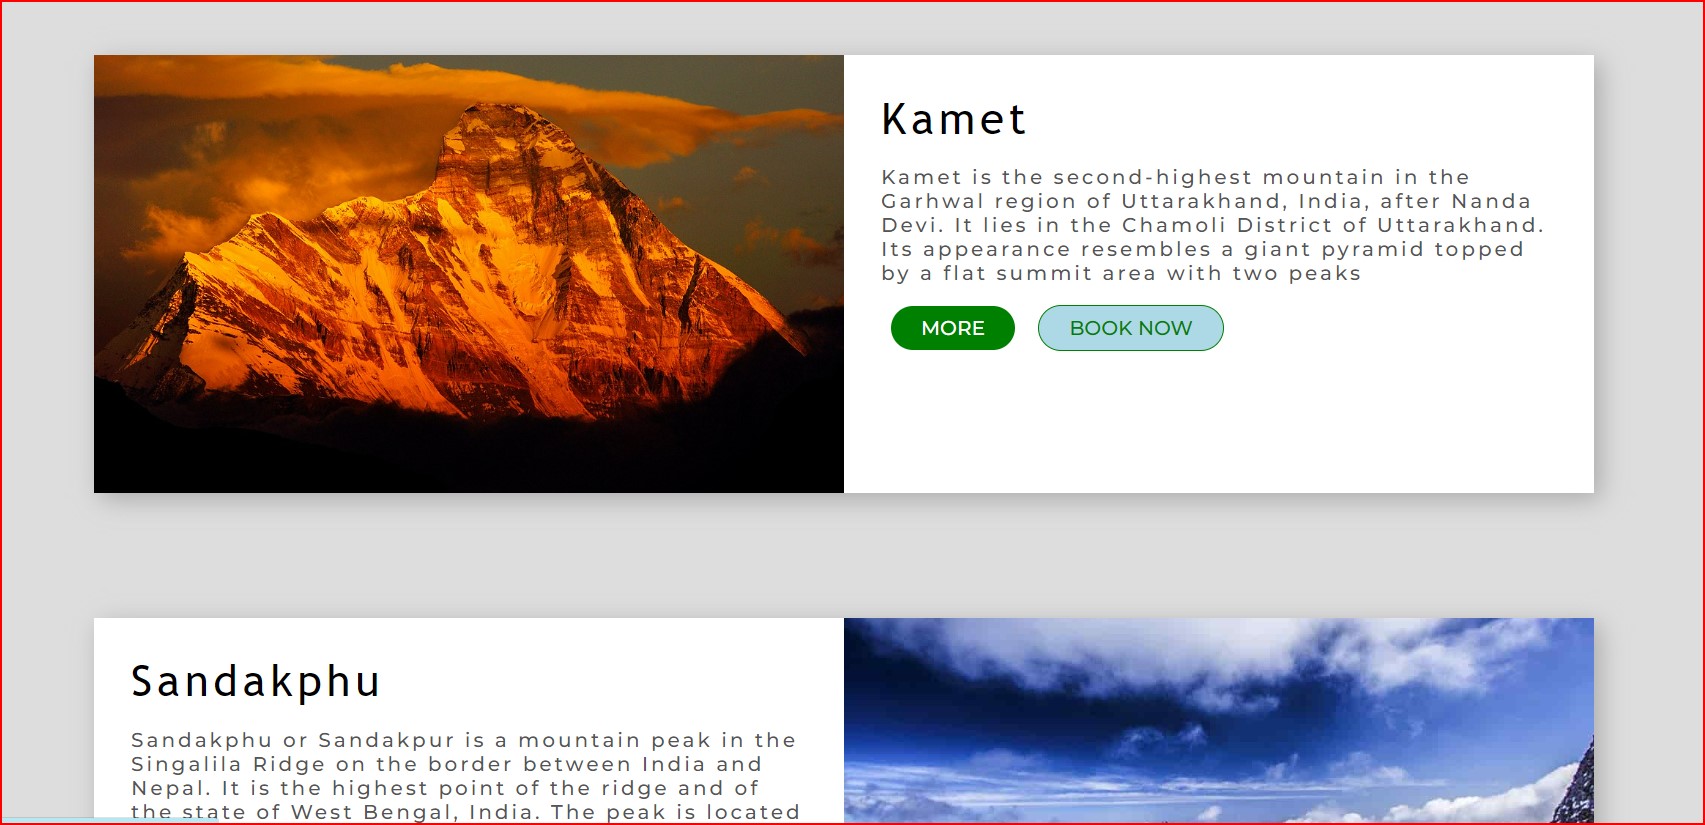 Kamet
Kamet is the second-highest mountain in the
Garhwal region of Uttarakhand, India, after Nanda
Devi. It lies in the Chamoli District of Uttarakhand.
Its appearance resembles a giant pyramid topped
by a flat summit area with two peaks
MORE BOOK NOW
Sandakphu
Sandakphu or Sandakpur is a mountain peak in the
Singalila Ridge on the border between India and
Nepal. It is the highest point of the ridge and of
the state of West Bengal, India. The peak is located